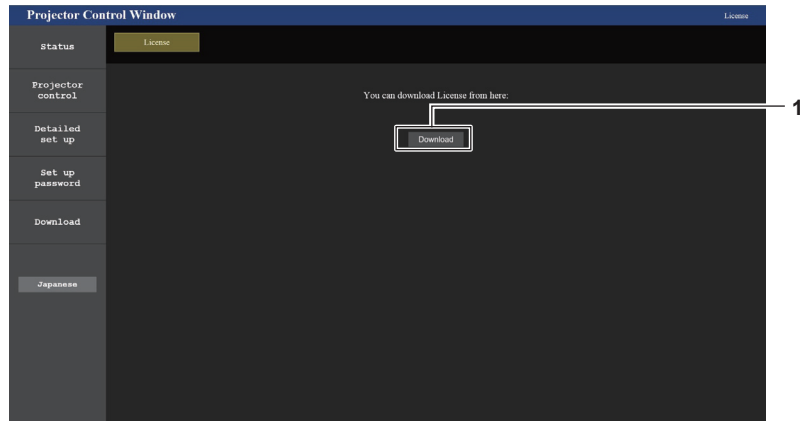 Projector Control Window
License
Status
License
Projector
control
You can download License from here:
1
Detailed
set up
Download
Set up
password
Download
Japanese